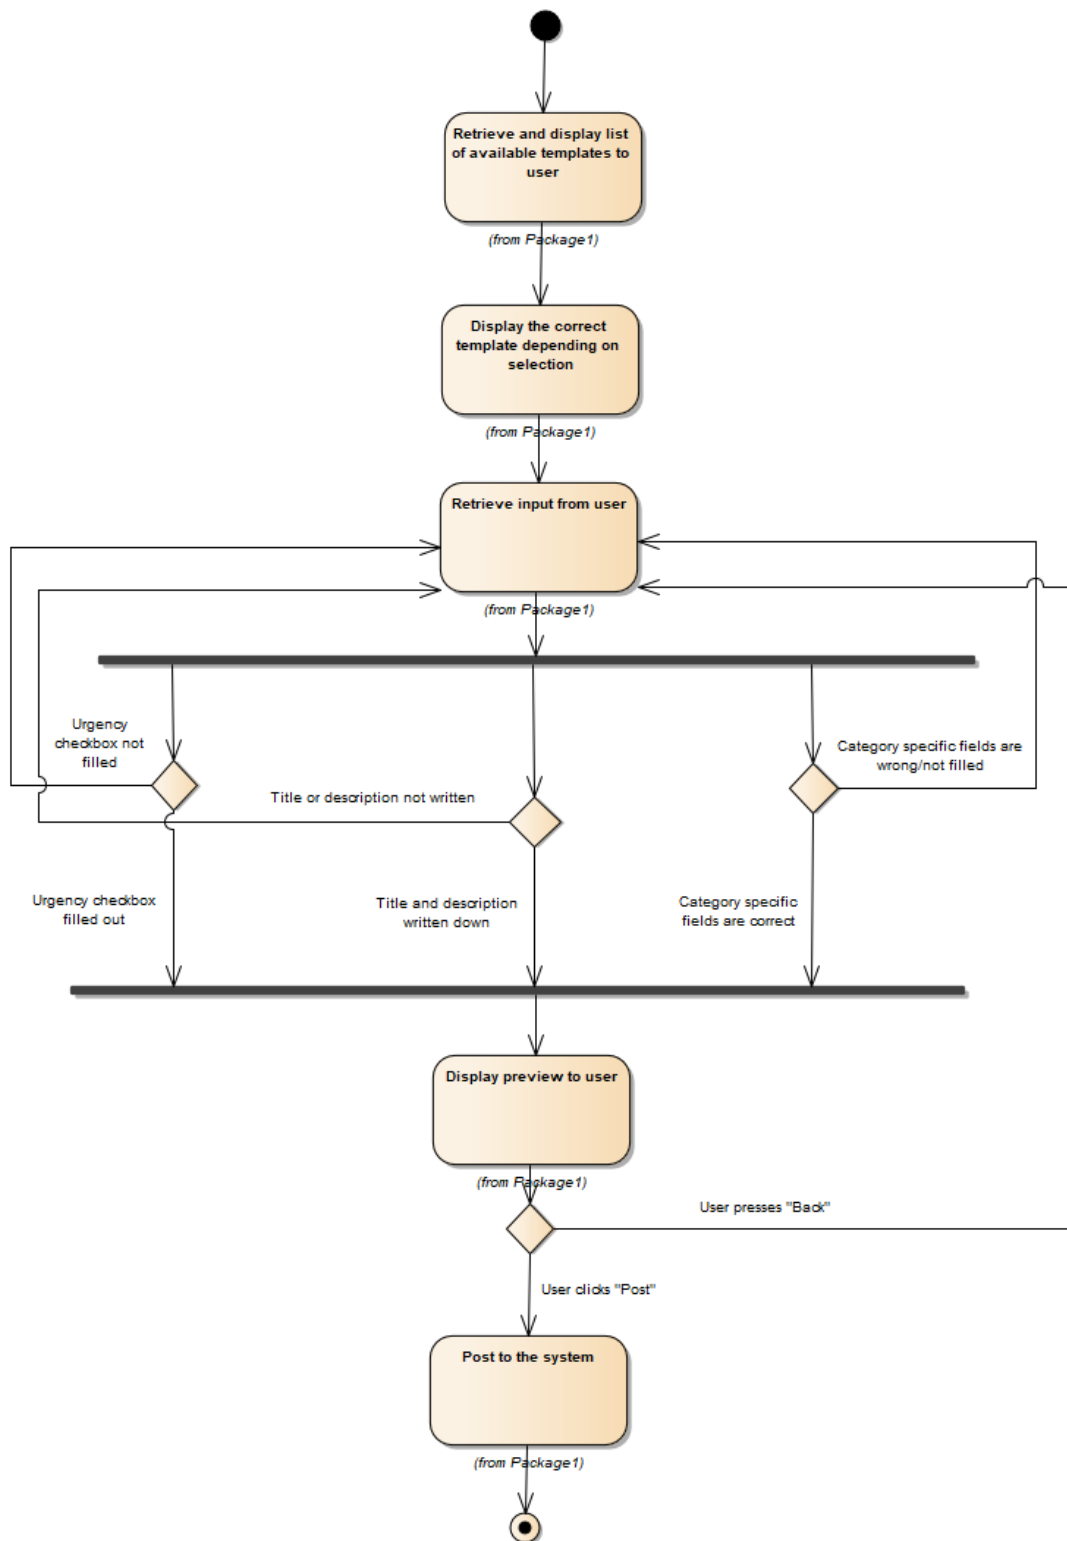 Retrieve and display list
of available templates to
user
(from Package1)
Display the correct
template depending on
selection
(from Package1)
Retrieve input from user
(from Package1)
Urgency
checkbox not
filled
Title or description not written
Category specific fields are
wrong/not filled
Urgency checkbox
filled out
Title and description
written down
Category specific
fields are correct
Display preview to user
(from Package1)
User presses "Back"
User clicks "Post"
Post to the system
(from Package1)